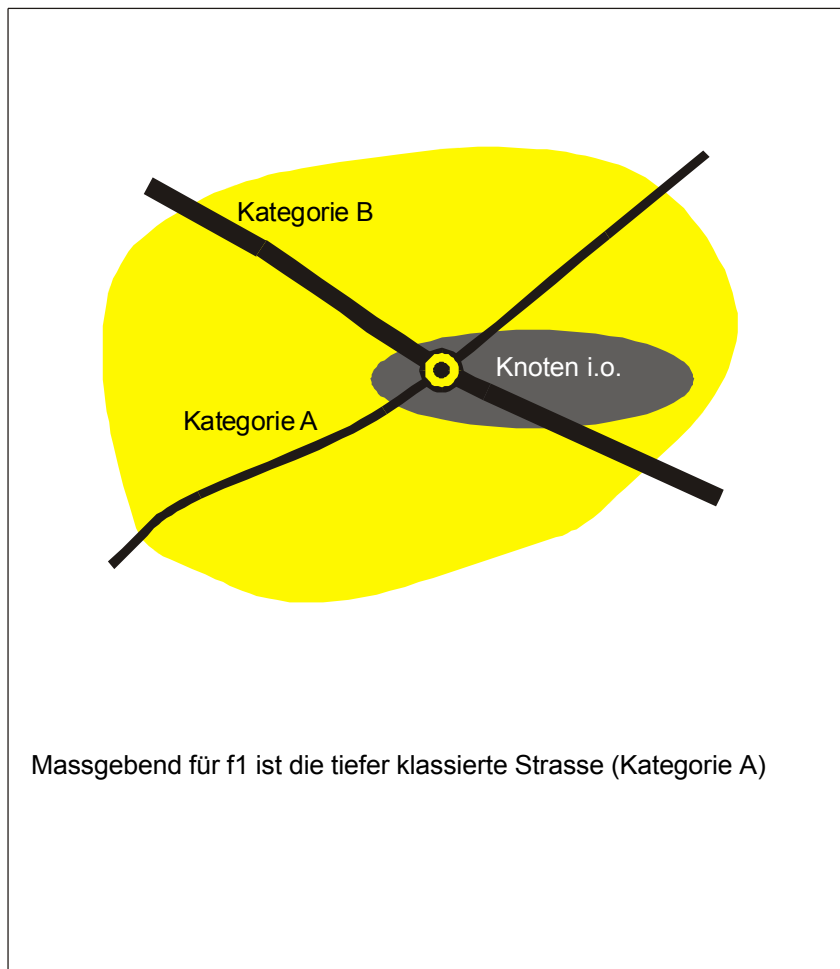 Kategorie B
Knoten i.o.
Kategorie A
Massgebend für f1 ist die tiefer klassierte Strasse (Kategorie A)